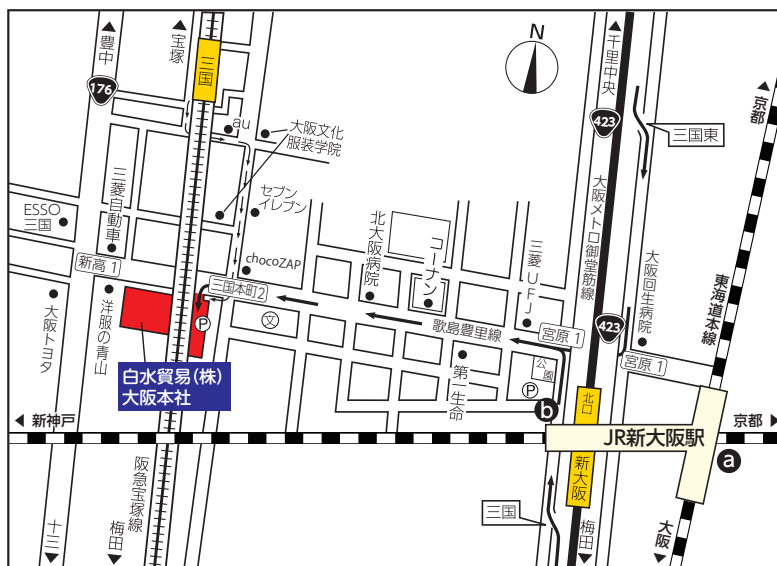 豊中
宝塚
三国
176
N
千里中央
423
京都
三国東
au
大阪文化
服装学院
三菱自動車
セブン
イレブン
ESSO
三国
大阪メトロ御堂筋線
北大阪病院
コーナン
三菱UFJ
大阪回生病院
東海道本線
chocoZAP
新高1
三国本町2
大阪トヨタ
洋服の青山
P
文
歌島豊里線
宮原1
423
宮原1
第一生命
公園
P
白水貿易(株)
大阪本社
b
北口
新神戸
JR新大阪駅
京都
a
新大阪
阪急宝塚線
三国
十三
梅田
梅田
大阪